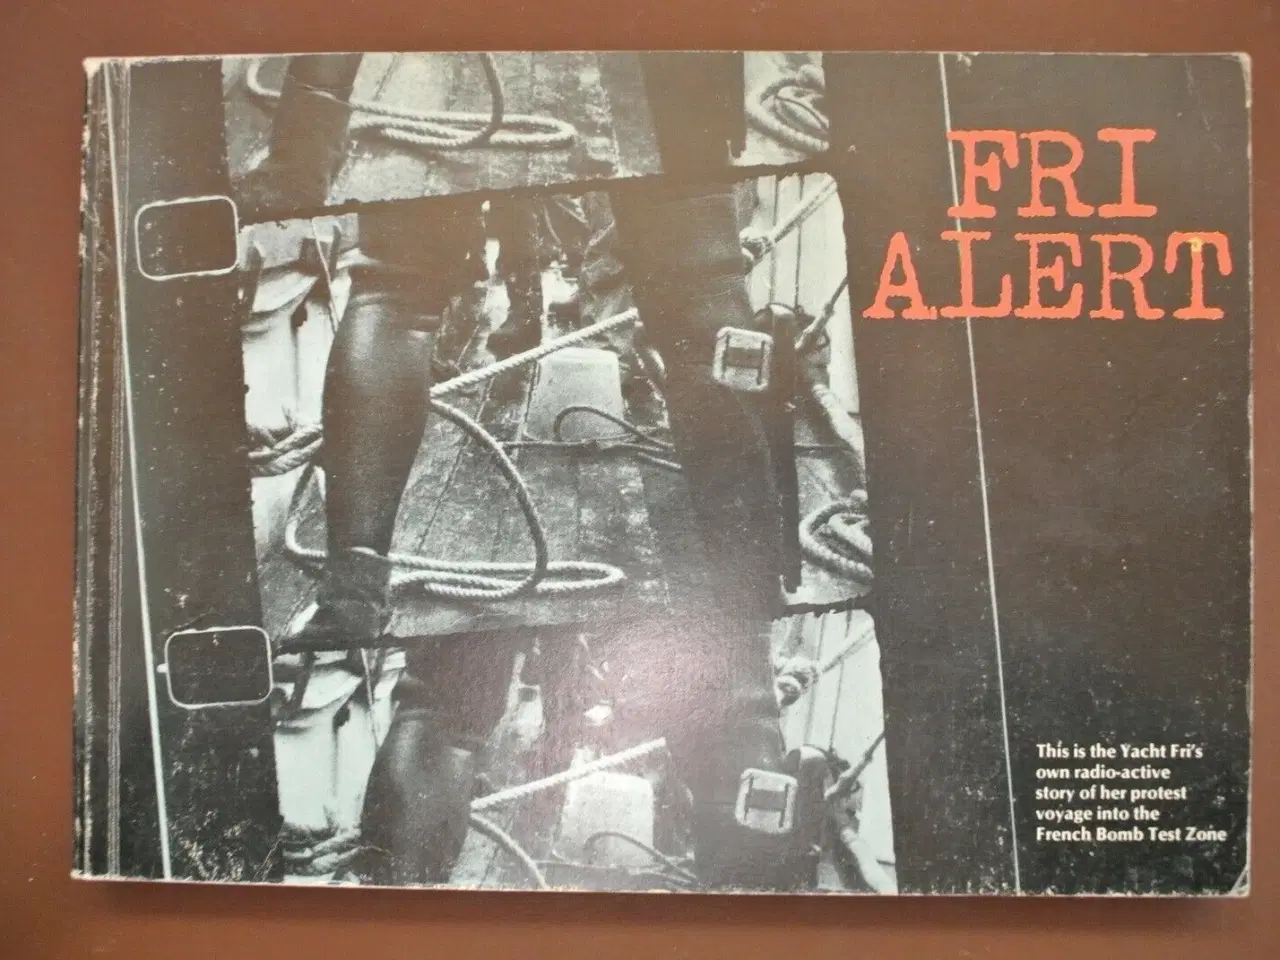 FRI
ALERT
This is the Yacht Fri's
own radio-active
story of her protest
voyage into the
French Bomb Test Zone